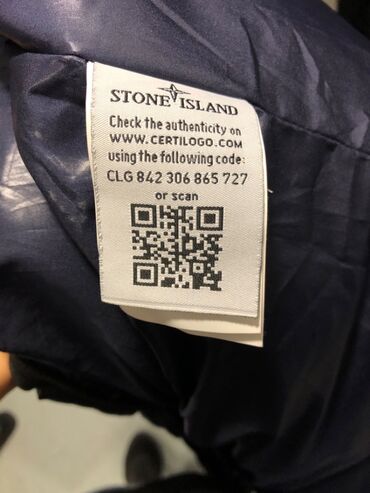 STONE ISLAND
Check the authenticity on
WWW.CERTILOGO.COM
using the following code:
CLG 842 306 865 727
or scan